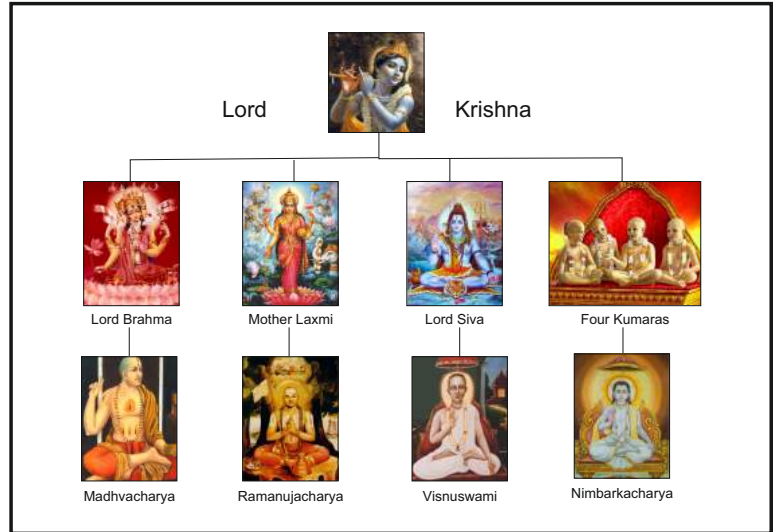 Lord Krishna
Lord Brahma
Mother Laxmi
Lord Siva
Four Kumaras
Madhvacharya
Ramanujacharya
Visnuswami
Nimbarkacharya